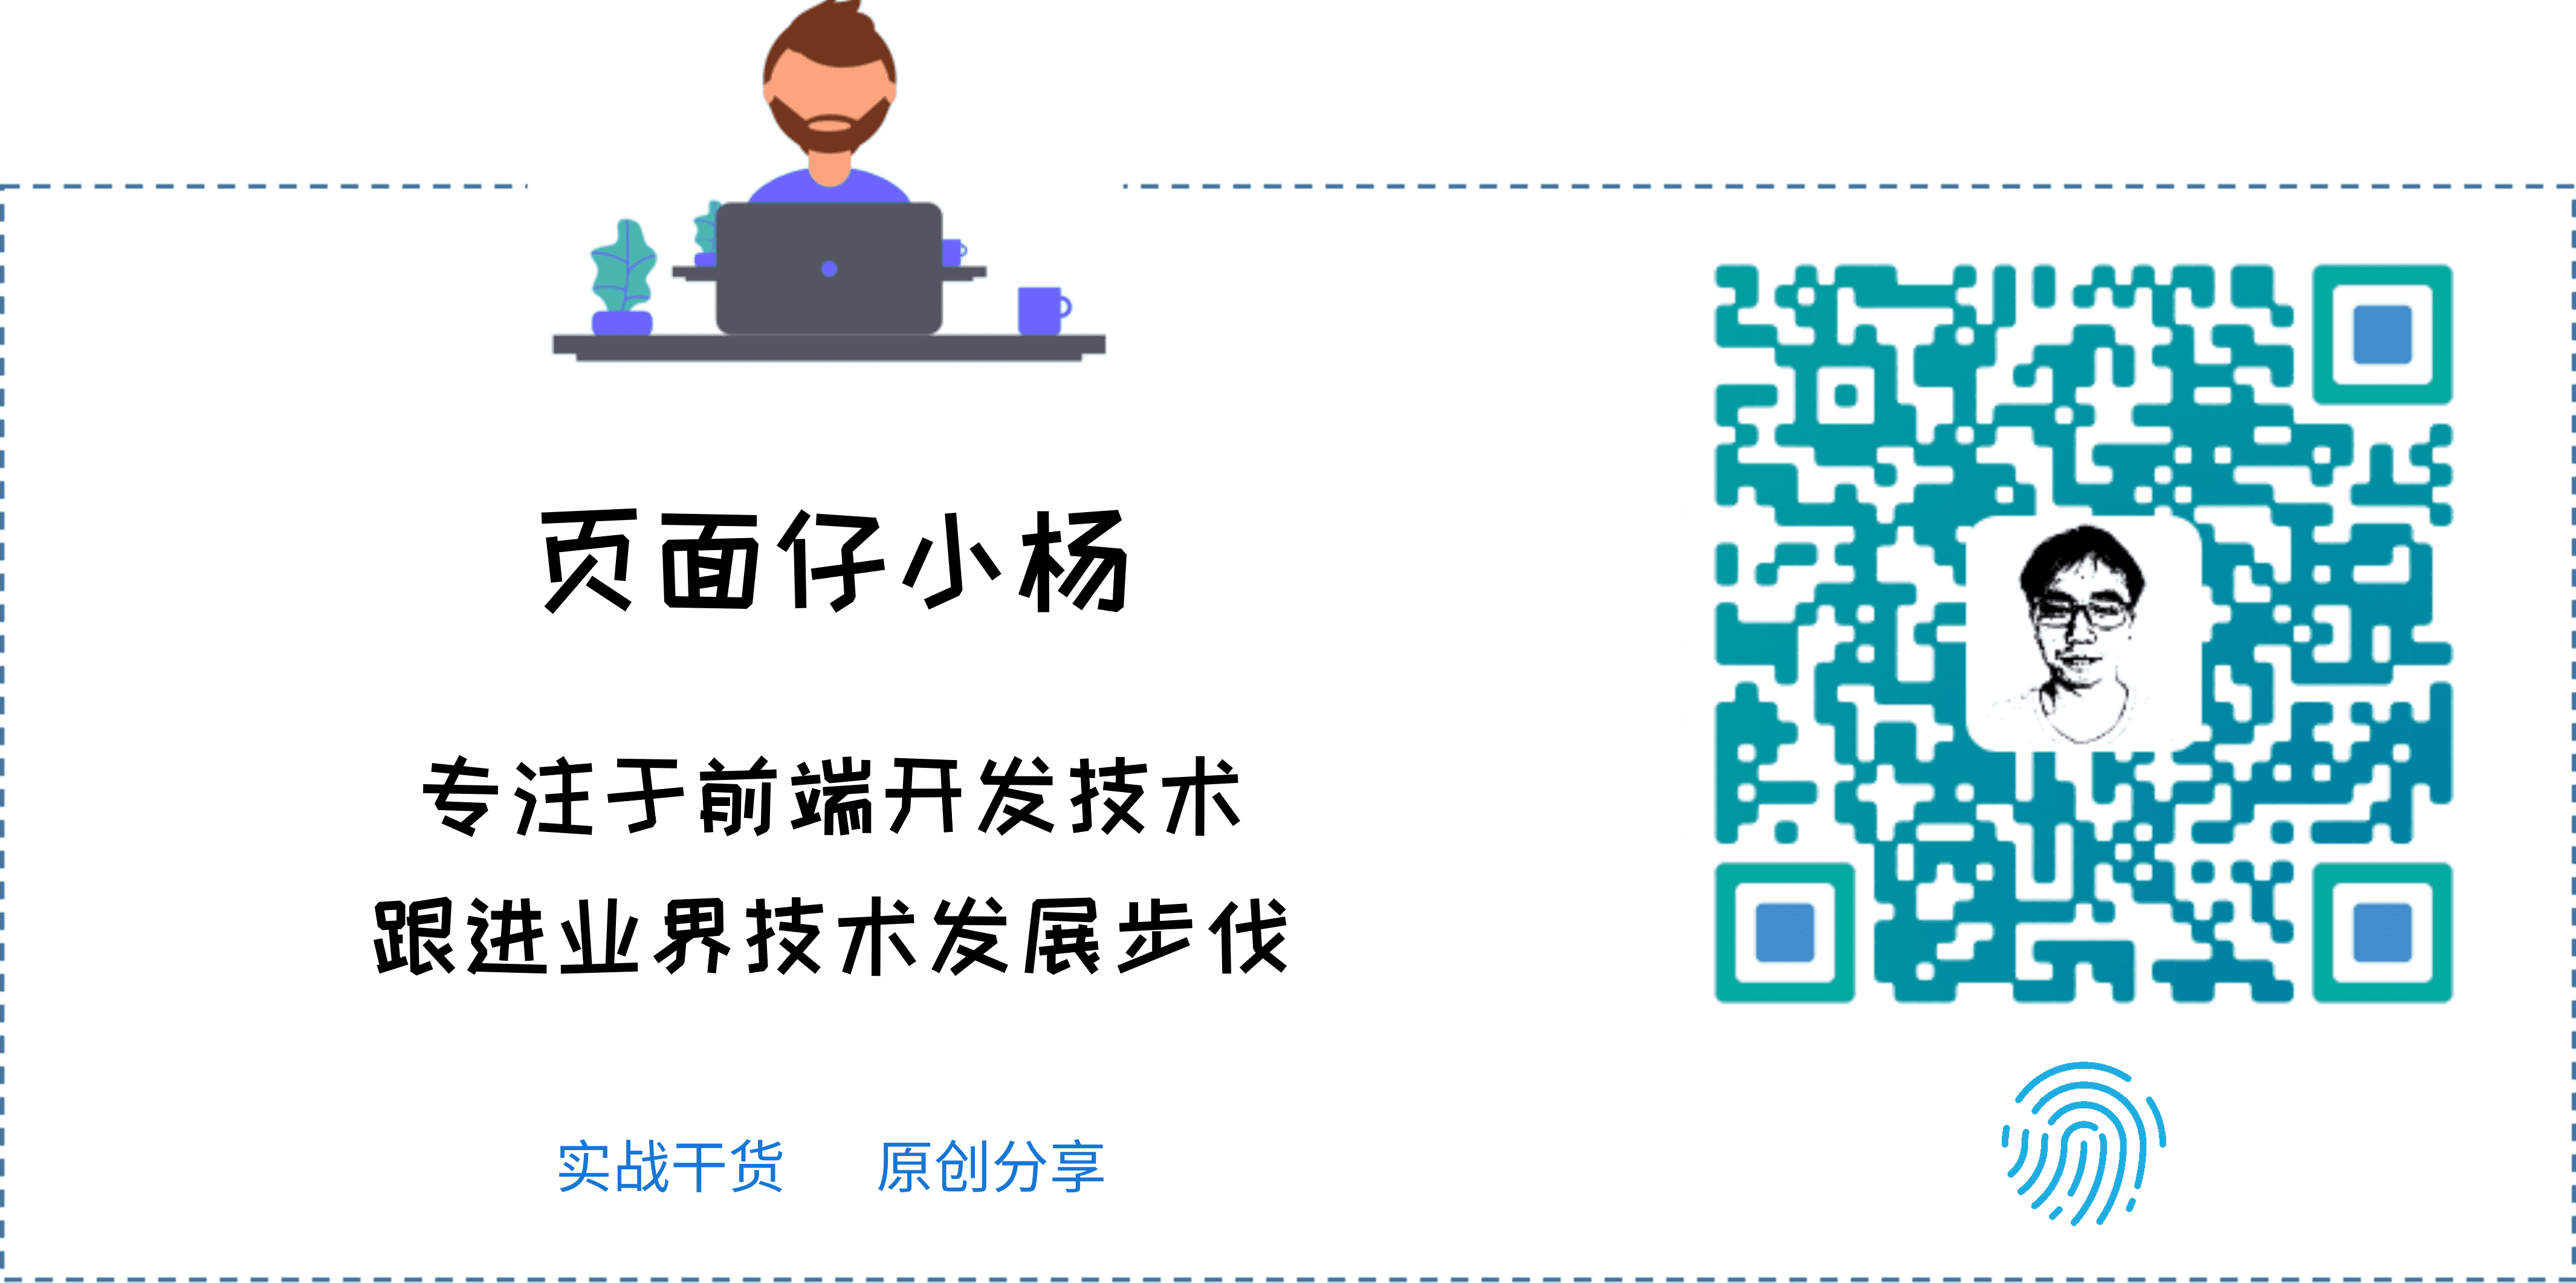 页面仔小杨
专注于前端开发技术
跟进业界技术发展步伐
实战干货 原创分享